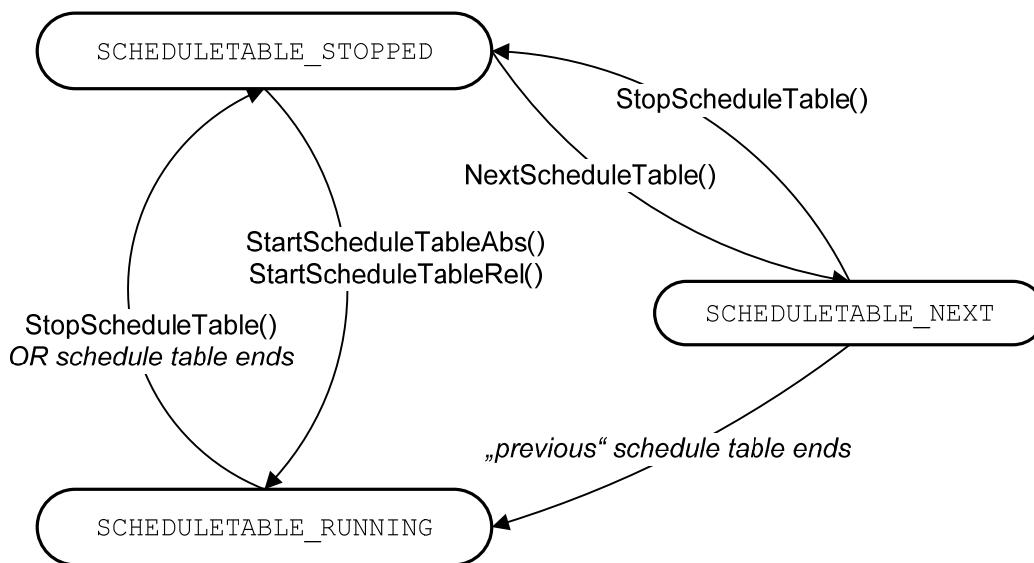 SCHEDULETABLE_STOPPED
StopScheduleTable()
NextScheduleTable()
StartScheduleTableAbs()
StartScheduleTableRel()
SCHEDULETABLE_NEXT
StopScheduleTable()
OR schedule table ends
„previous“ schedule table ends
SCHEDULETABLE_RUNNING